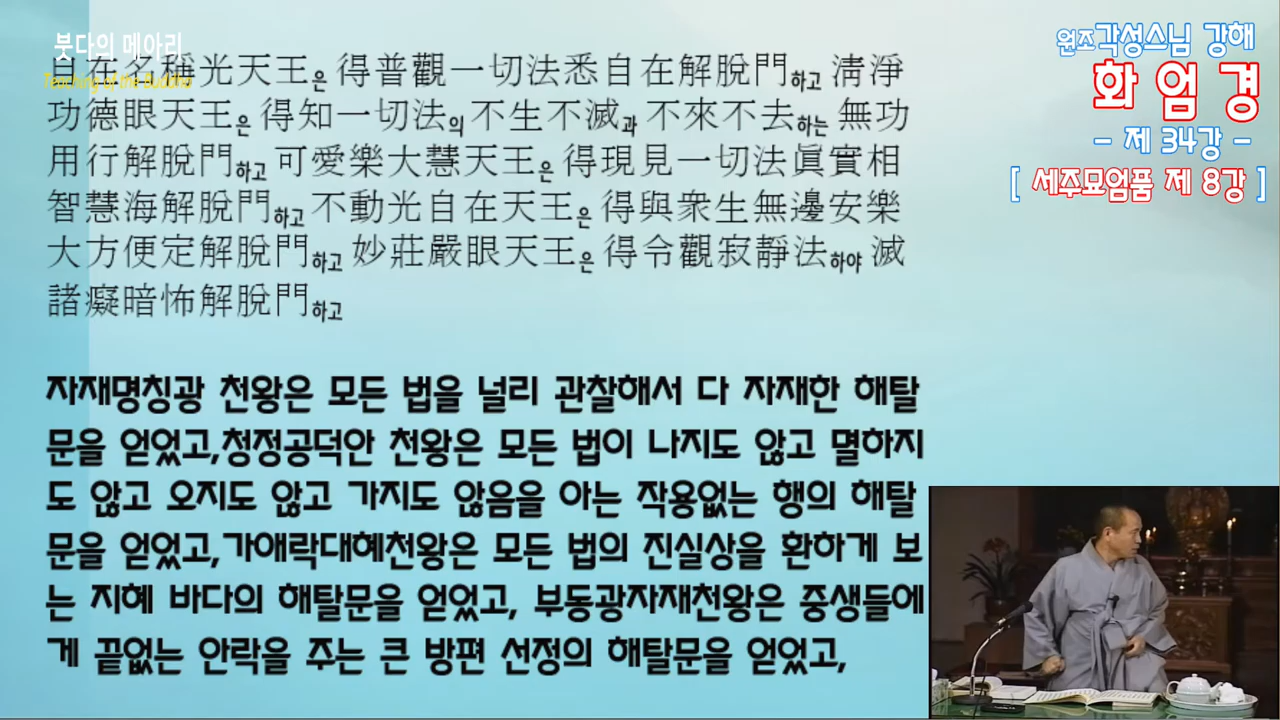 붓다의 메아리
Teaching of the Buddha
自在名稱光天王은 得普觀一切法悉自在解脫門하고 淸淨
功德眼天王은 得知一切法의 不生不滅과 不來不去하는 無功
用行解脫門하고 可愛樂大慧天王은 得現見一切法眞實相
智慧海解脫門하고 不動光自在天王은 得與衆生無邊安樂
大方便定解脫門하고 妙莊嚴眼天王은 得令觀寂靜法하야 滅
諸癡暗怖解脫門하고
자재명칭광 천왕은 모든 법을 널리 관찰해서 다 자재한 해탈
문을 얻었고,청정공덕안 천왕은 모든 법이 나지도 않고 멸하지
도 않고 오지도 않고 가지도 않음을 아는 작용없는 행의 해탈
문을 얻었고,가애락대혜천왕은 모든 법의 진실상을 환하게 보
는 지혜 바다의 해탈문을 얻었고, 부동광자재천왕은 중생들에
게 끝없는 안락을 주는 큰 방편 선정의 해탈문을 얻었고,
원조각성스님 강해
화엄경
- 제 34강 -
[ 세주묘엄품 제 8강 ]